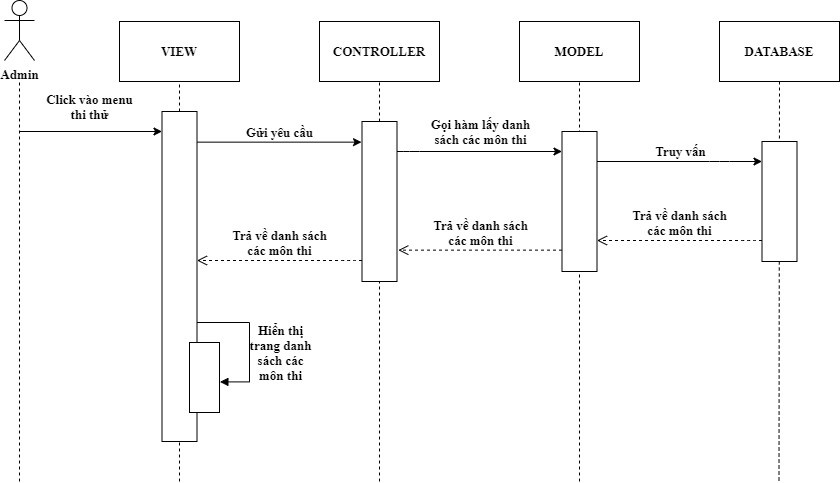 VIEW
CONTROLLER
MODEL
DATABASE
Admin
Click vào menu
thi thử
Gửi yêu cầu
Gọi hàm lấy danh
sách các môn thi
Truy vấn
Trả về danh sách
các môn thi
Trả về danh sách
các môn thi
Trả về danh sách
các môn thi
Hiển thị
trang danh
sách các
môn thi